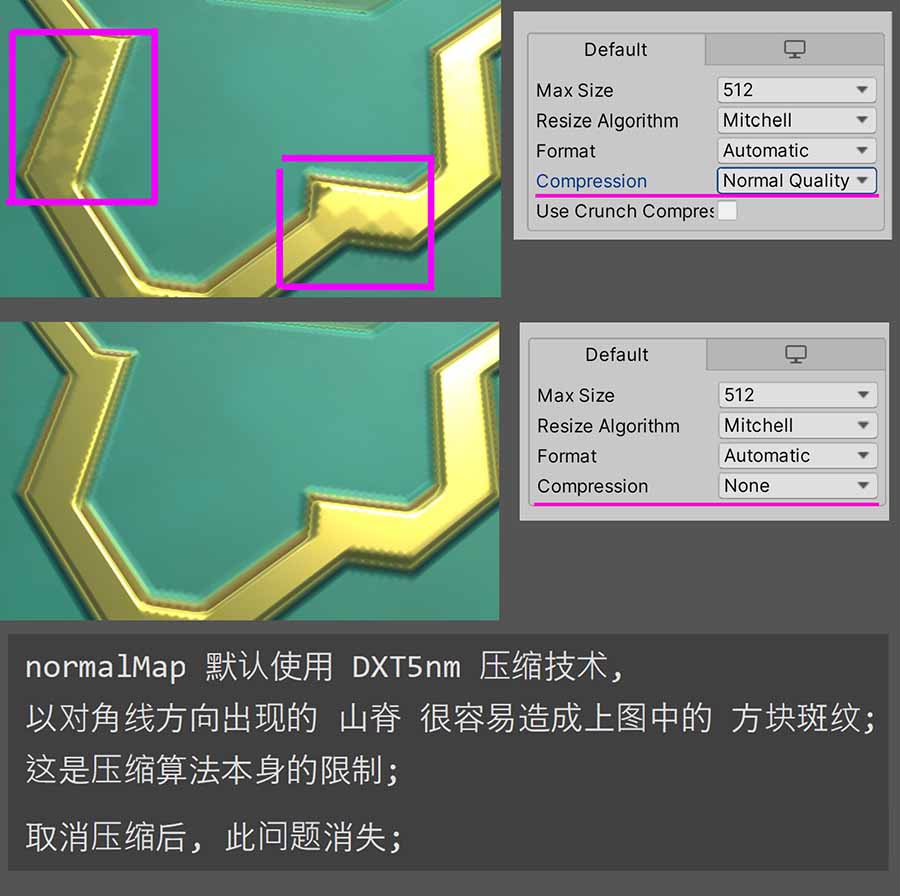 Default
Max Size 512
Resize Algorithm Mitchell
Format Automatic
Compression Normal Quality
Use Crunch Compres
Default
Max Size 512
Resize Algorithm Mitchell
Format Automatic
Compression None
normalMap 默认使用 DXT5nm 压缩技术,
以对角线方向出现的 山脊 很容易造成上图中的 方块斑纹;
这是压缩算法本身的限制;
取消压缩后, 此问题消失;